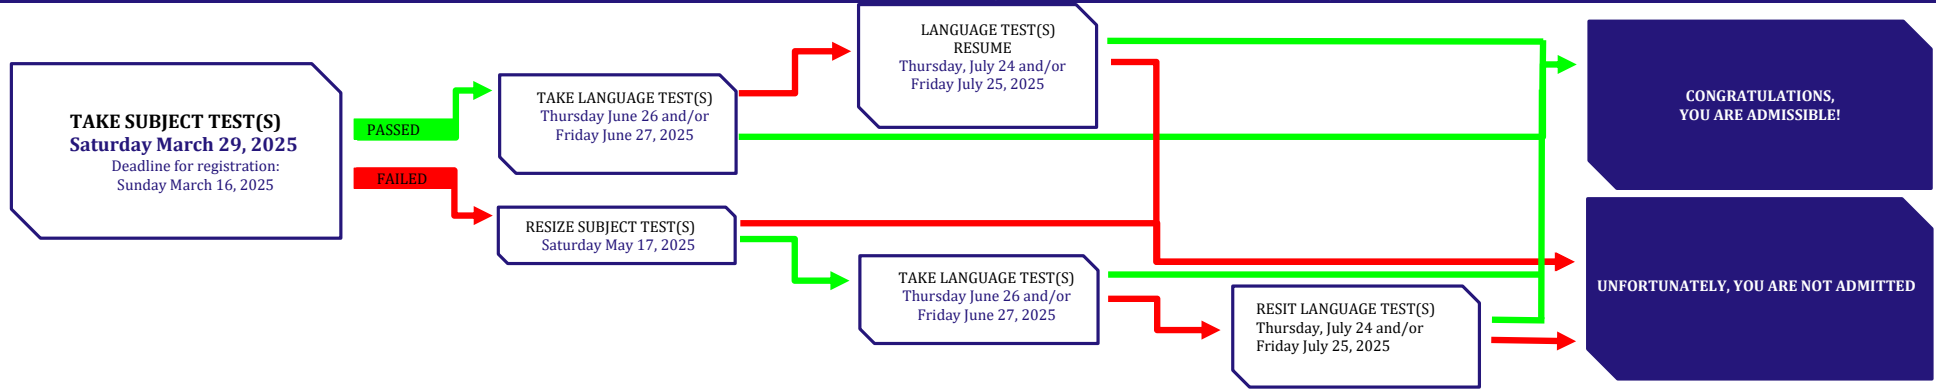 TAKE SUBJECT TEST(S)
Saturday March 29, 2025
Deadline for registration:
Sunday March 16, 2025
PASSED
FAILED
TAKE LANGUAGE TEST(S)
Thursday June 26 and/or
Friday June 27, 2025
RESIZE SUBJECT TEST(S)
Saturday May 17, 2025
LANGUAGE TEST(S)
RESUME
Thursday, July 24 and/or
Friday July 25, 2025
TAKE LANGUAGE TEST(S)
Thursday June 26 and/or
Friday June 27, 2025
RESIT LANGUAGE TEST(S)
Thursday, July 24 and/or
Friday July 25, 2025
CONGRATULATIONS,
YOU ARE ADMISSIBLE!
UNFORTUNATELY, YOU ARE NOT ADMITTED